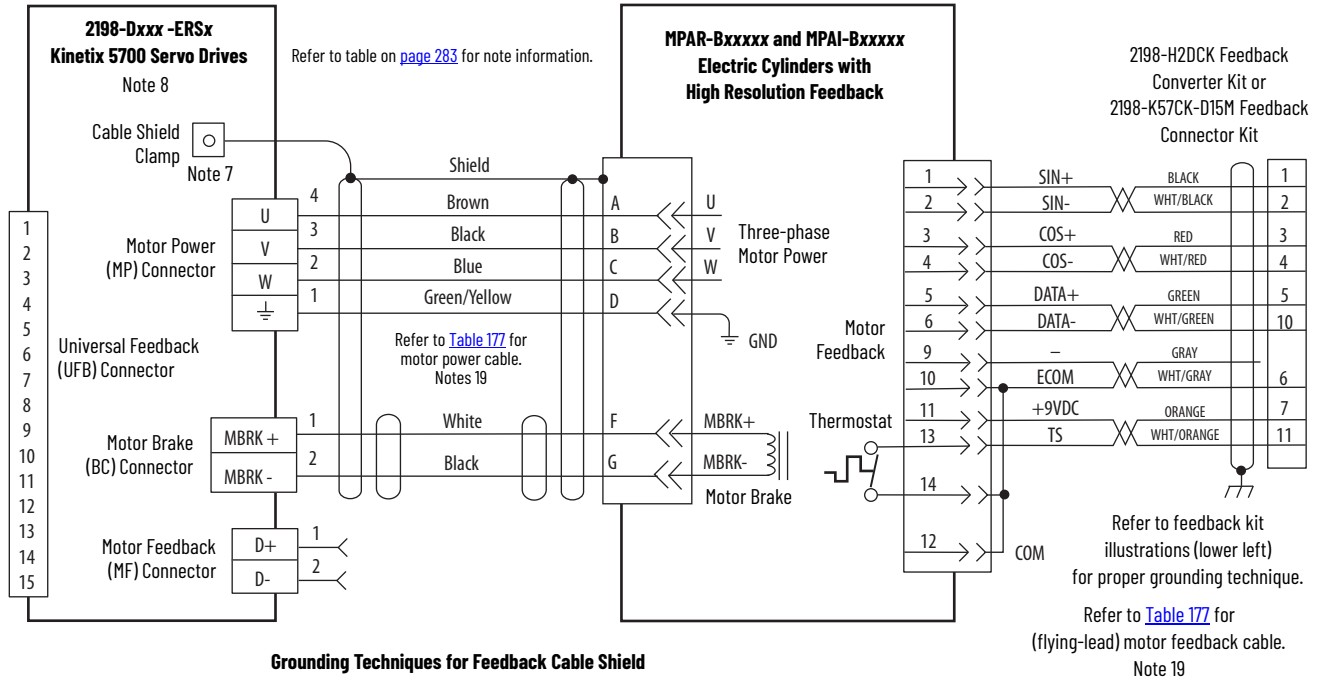 2198-Dxxx -ERSx
Kinetix 5700 Servo Drives
Note 8
Refer to table on page 283 for note information.
MPAR-Bxxxxx and MPAI-Bxxxxx
Electric Cylinders with
High Resolution Feedback
2198-H2DCK Feedback
Converter Kit or
2198-K57CK-D15M Feedback
Connector Kit
Cable Shield
Clamp
Note 7
Shield
1
2
3
4
5
6
7
8
9
10
11
12
13
14
15
Universal Feedback
(UFB) Connector
Motor Power
(MP) Connector
U
V
W
4
3
2
1
Brown
Black
Blue
Green/Yellow
A
B
C
D
U
V
W
Three-phase
Motor Power
GND
Refer to Table 177 for
motor power cable.
Notes 19
Motor Brake
(BC) Connector
MBRK +
MBRK -
1
2
White
Black
F
G
MBRK+
MBRK-
Motor Brake
Motor Feedback
(MF) Connector
D+
D-
1
2
Motor
Feedback
Thermostat
1 SIN+ BLACK 1
2 SIN- WHT/BLACK 2
3 COS+ RED 3
4 COS- WHT/RED 4
5 DATA+ GREEN 5
6 DATA- WHT/GREEN 10
9 – GRAY
10 ECOM WHT/GRAY 6
11 +9VDC ORANGE 7
13 TS WHT/ORANGE 11
14
12
COM
Refer to feedback kit
illustrations (lower left)
for proper grounding technique.
Refer to Table 177 for
(flying-lead) motor feedback cable.
Note 19
Grounding Techniques for Feedback Cable Shield